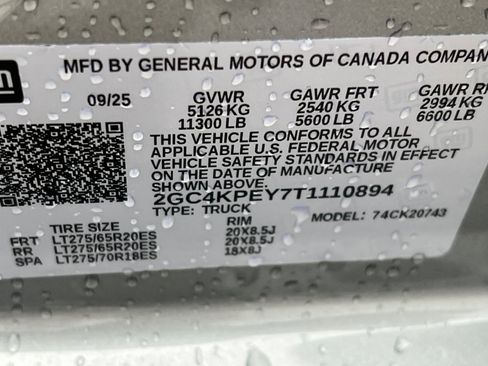 gm
MFD BY GENERAL MOTORS OF CANADA COMPAN
09/25 GVWR GAWR FRT GAWR R
5126 KG 2540 KG 2994 KG
11300 LB 5600 LB 6600 LB
THIS VEHICLE CONFORMS TO ALL
APPLICABLE U.S. FEDERAL MOTOR
VEHICLE SAFETY STANDARDS IN EFFECT
ON THE DATE OF MANUFACTURE
SHOWN ABOVE.
2GC4KPEY7T1110894
TYPE: TRUCK MODEL: 74CK20743
TIRE SIZE RIM
FRT LT275/65R20ES 20X8.5J
RR LT275/65R20ES 20X8.5J
SPA LT275/70R18ES 18X8J